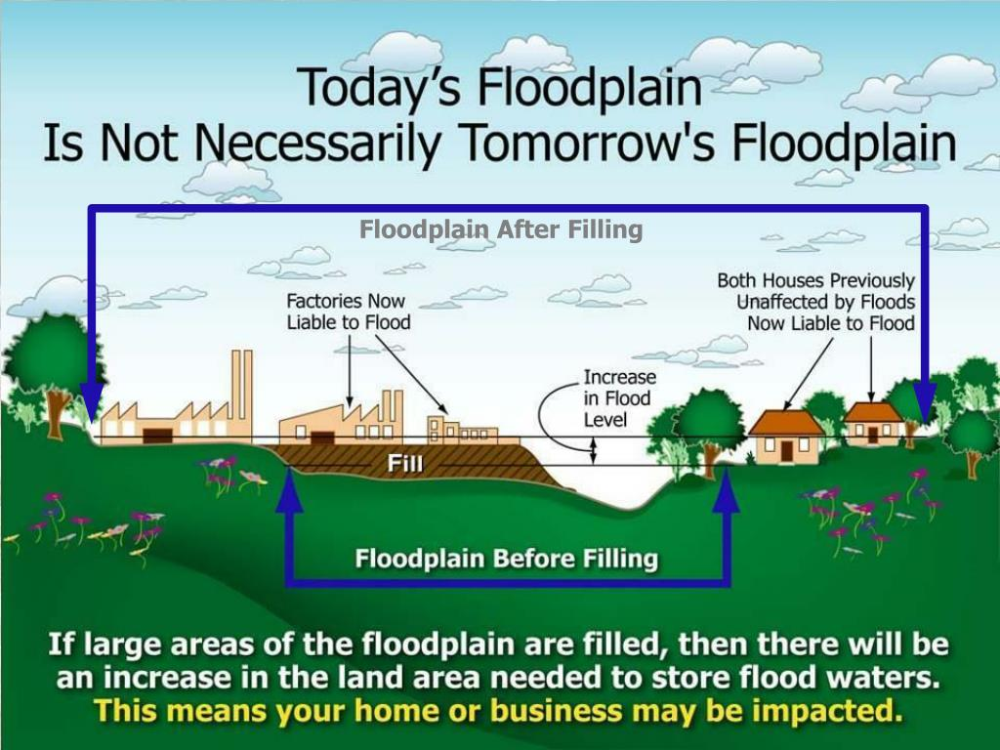 Today’s Floodplain
Is Not Necessarily Tomorrow's Floodplain
Floodplain After Filling
Factories Now
Liable to Flood
Both Houses Previously
Unaffected by Floods
Now Liable to Flood
Increase
in Flood
Level
Fill
Floodplain Before Filling
If large areas of the floodplain are filled, then there will be
an increase in the land area needed to store flood waters.
This means your home or business may be impacted.